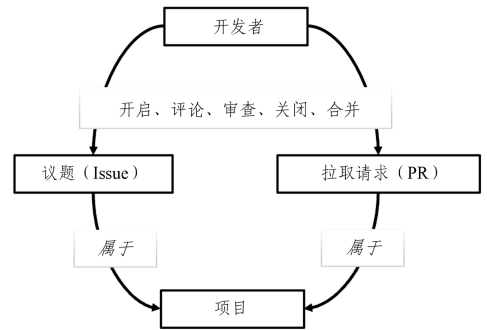 开发者
开启、评论、审查、关闭、合并
议题（Issue）
拉取请求（PR）
属于
属于
项目